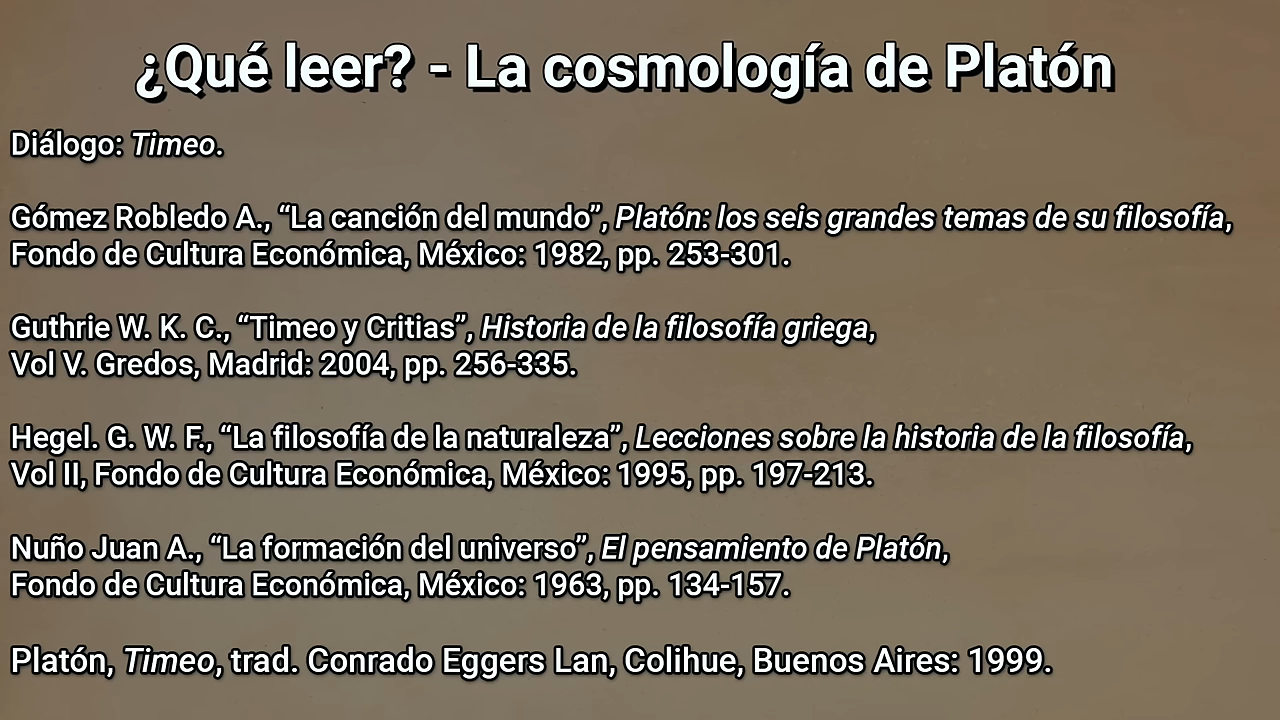 ¿Qué leer? - La cosmología de Platón
Diálogo: Timeo.
Gómez Robledo A., “La canción del mundo”, Platón: los seis grandes temas de su filosofía,
Fondo de Cultura Económica, México: 1982, pp. 253-301.
Guthrie W. K. C., “Timeo y Critias”, Historia de la filosofía griega,
Vol V. Gredos, Madrid: 2004, pp. 256-335.
Hegel. G. W. F., “La filosofía de la naturaleza”, Lecciones sobre la historia de la filosofía,
Vol II, Fondo de Cultura Económica, México: 1995, pp. 197-213.
Nuño Juan A., “La formación del universo”, El pensamiento de Platón,
Fondo de Cultura Económica, México: 1963, pp. 134-157.
Platón, Timeo, trad. Conrado Eggers Lan, Colihue, Buenos Aires: 1999.